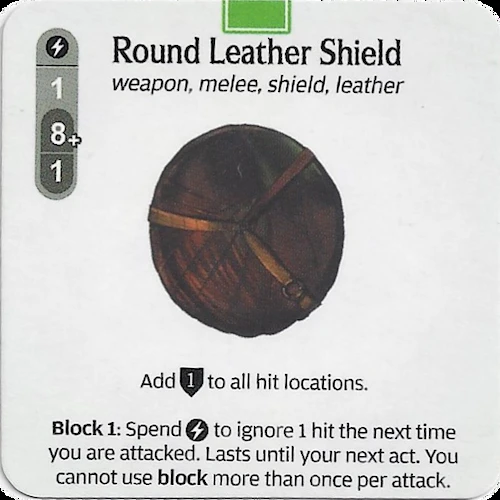 Round Leather Shield
weapon, melee, shield, leather
1
8+
1
Add 1 to all hit locations.
Block 1: Spend to ignore 1 hit the next time
you are attacked. Lasts until your next act. You
cannot use block more than once per attack.